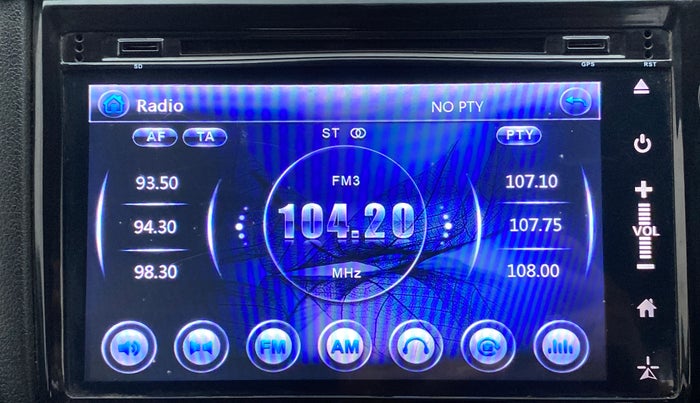 SD GPS RST
Radio NO PTY
AF TA ST PTY
FM3
93.50 107.10
94.30 104.20 107.75
98.30 MHz 108.00
VOL
FM AM